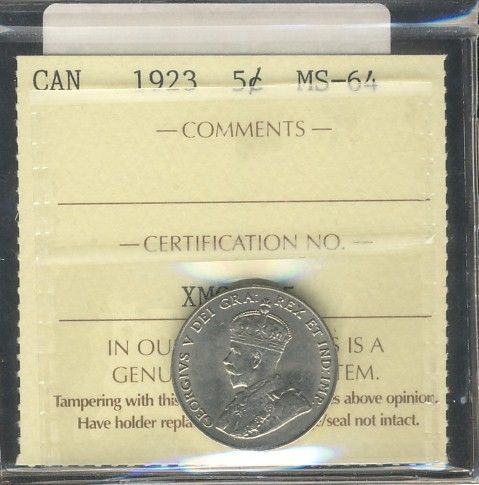 CAN 1923 5¢ MS-64
— COMMENTS —
— CERTIFICATION NO. —
IN OU S IS A
GENU TEM.
Tampering with this s above opinion.
Have holder repla /seal not intact.
GEORGIVS V DEI GRA: REX ET IND: IMP: